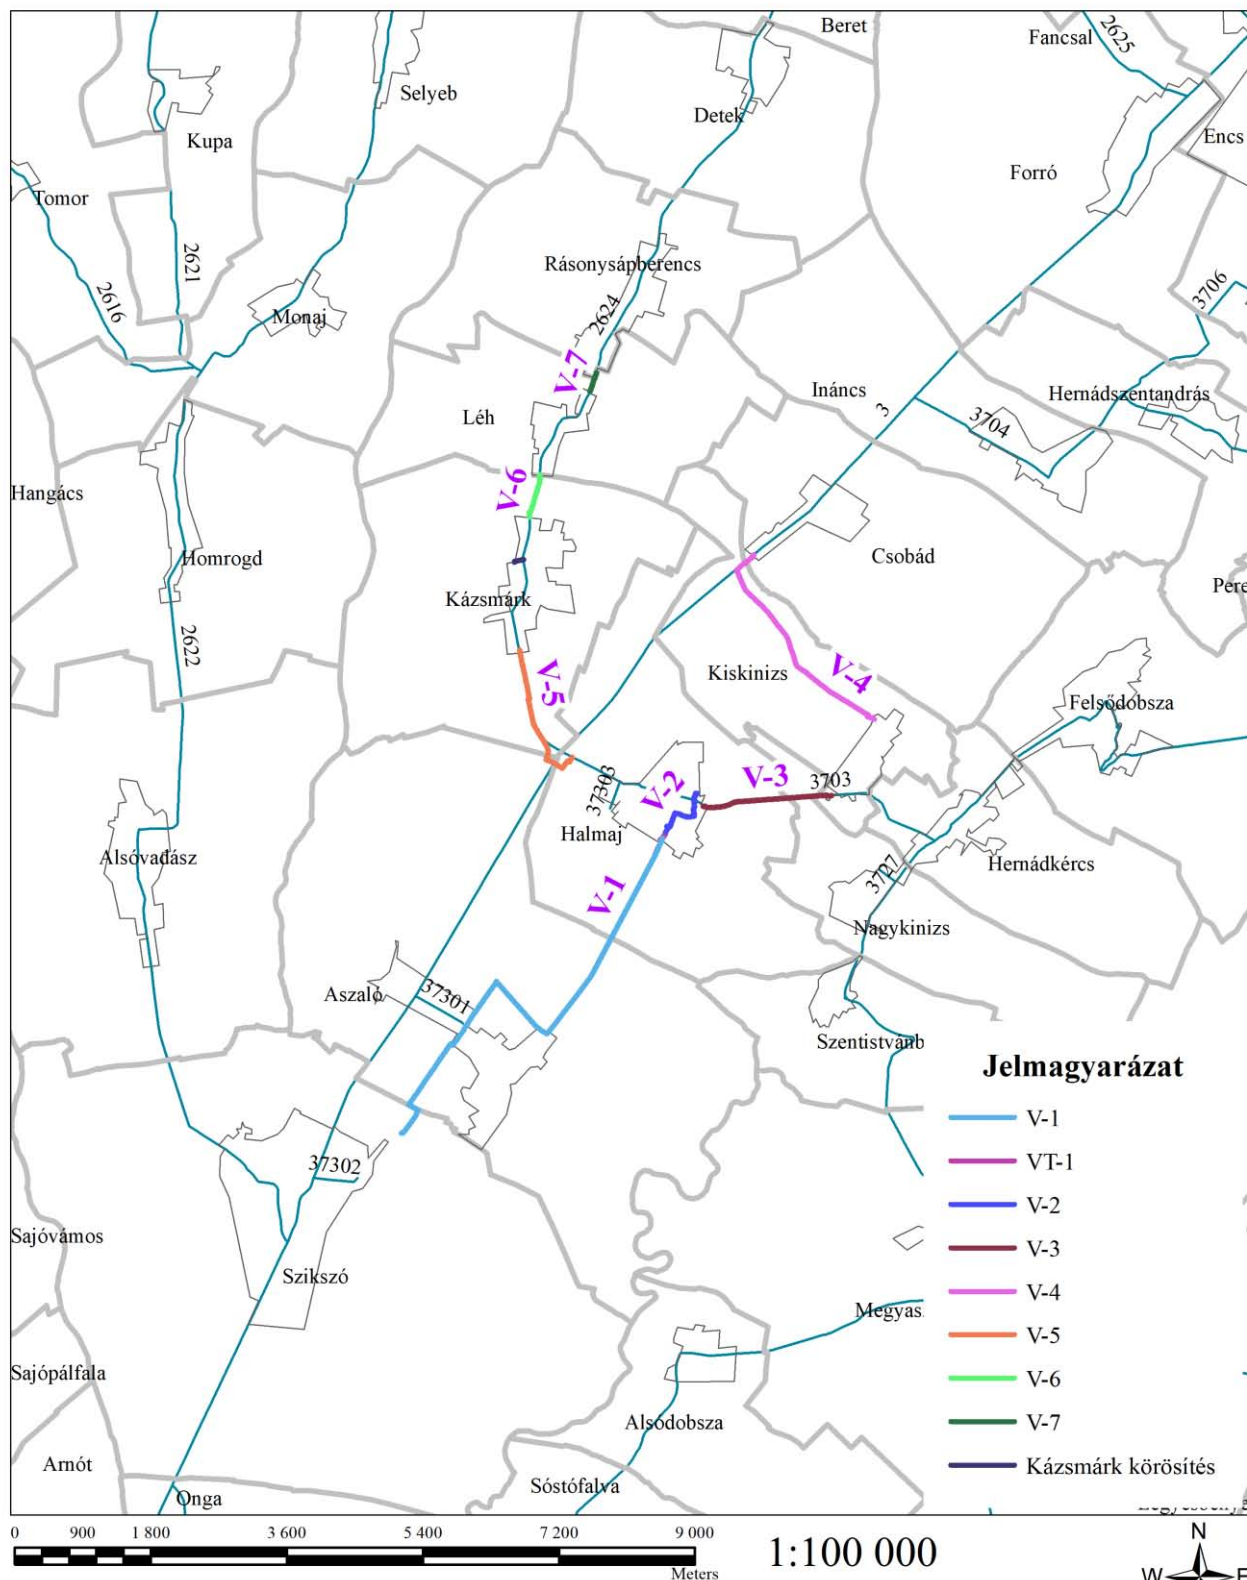 Beret
Fancsal
2625
Selyeb
Detek
Kupa
Encs
Forró
Tomor
2621
Rásonysápberencs
2616
3706
Monaj
2624
V-7
Ináncs
Hernádszentandrás
Léh
3
3704
Hangács
V-6
Homrogd
Csobád
Kázsmárk
Pere
2622
Kiskinizs
V-4
V-5
Felsődobsza
V-3
3703
V-2
37303
Halmaj
Alsóvadász
Hernádkércs
3727
V-1
Nagykinizs
Aszaló
37301
Szentistvánb
Jelmagyarázat
V-1
VT-1
V-2
V-3
V-4
V-5
V-6
V-7
Kázsmárk körösítés
37302
Sajóvámos
Szikszó
Megyas
Sajópálfala
Alsódobsza
Arnót
Sóstófalva
Onga
0 900 1 800 3 600 5 400 7 200 9 000
Meters
1:100 000
N
W E